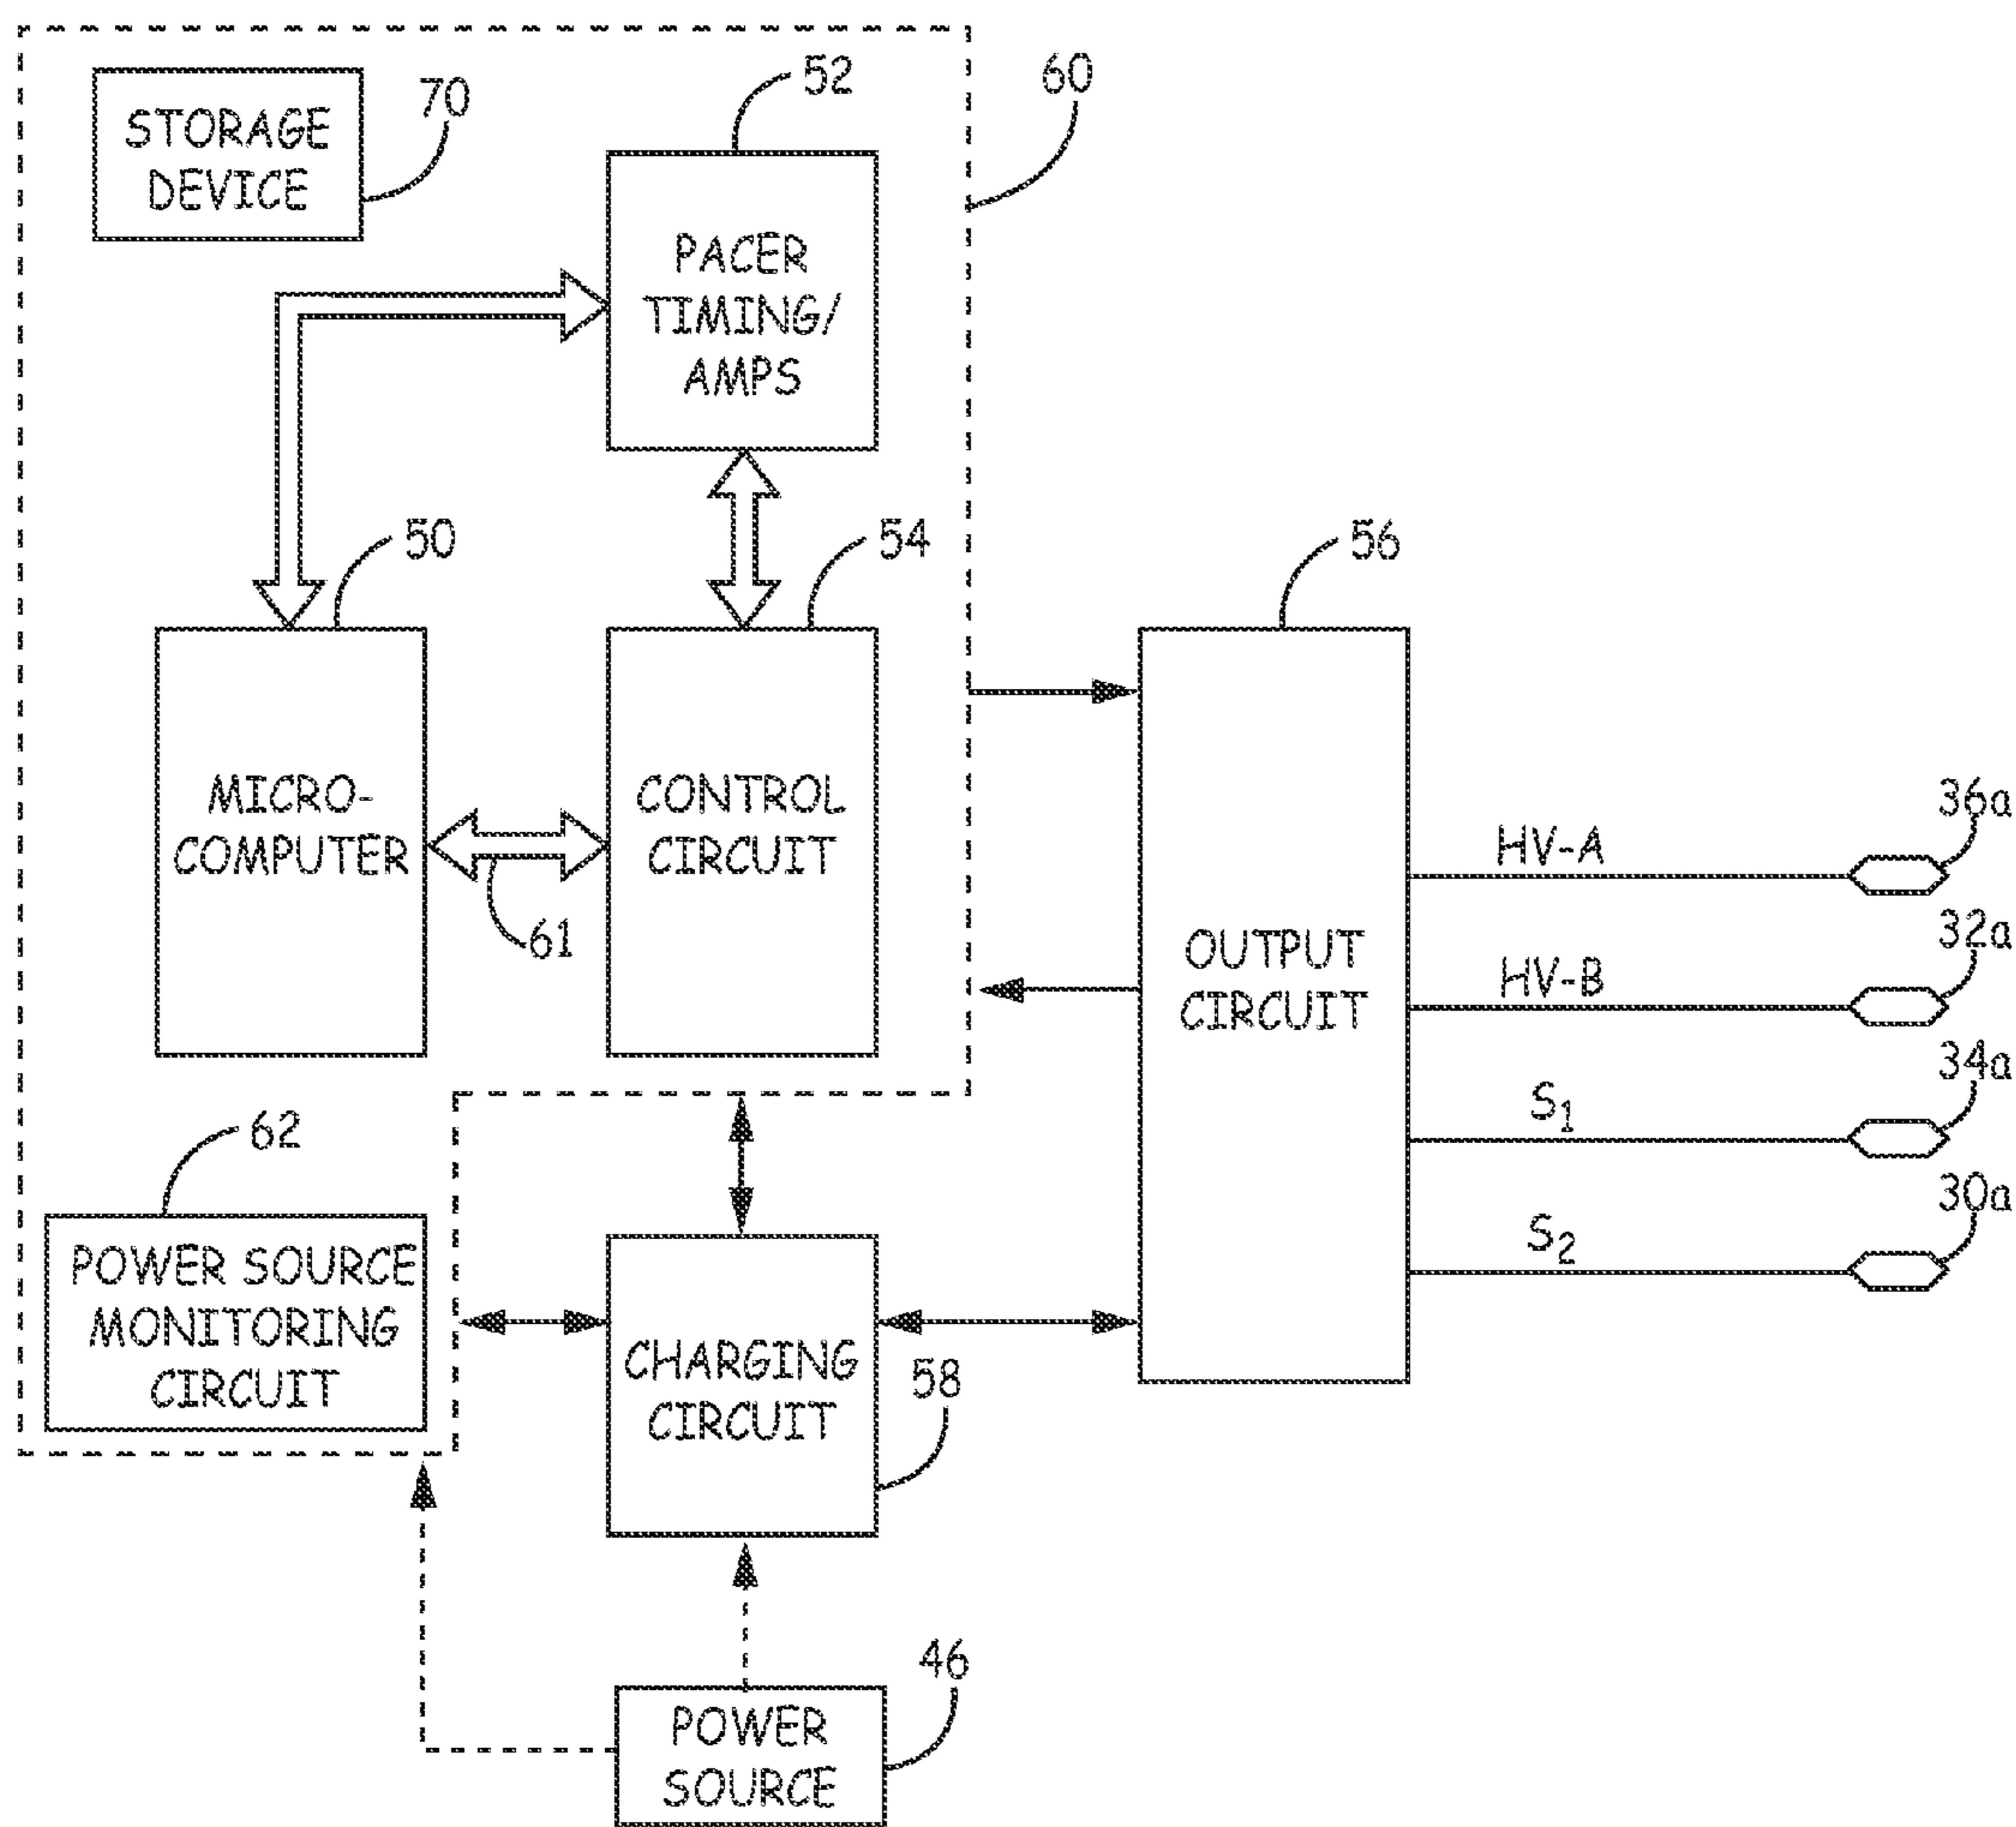 STORAGE
DEVICE
70
52
60
PACER
TIMING/
AMPS
50
54
56
MICRO-
COMPUTER
61
CONTROL
CIRCUIT
OUTPUT
CIRCUIT
HV-A
36a
HV-B
32a
S1
34a
S2
30a
62
POWER SOURCE
MONITORING
CIRCUIT
CHARGING
CIRCUIT
58
46
POWER
SOURCE